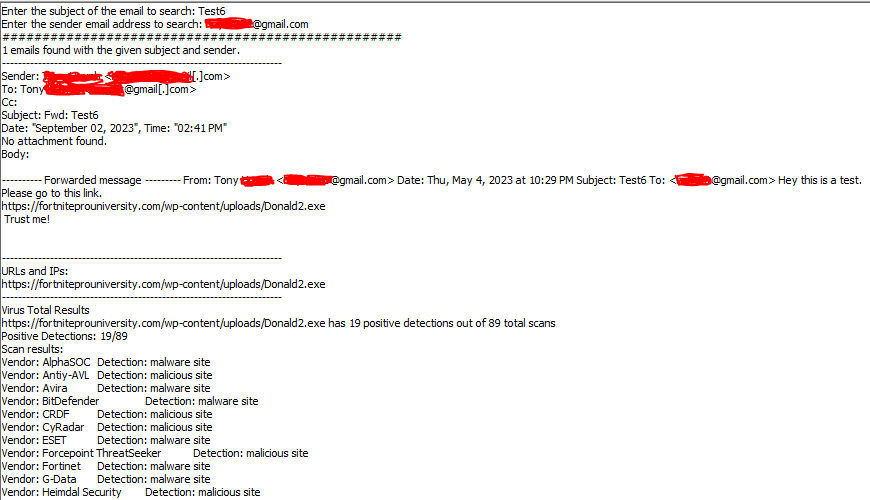 Enter the subject of the email to search: Test6
Enter the sender email address to search: @gmail.com
##################################################
1 emails found with the given subject and sender.
----------------------------------------------------------------------
Sender: < [.]com>
To: Tony @gmail[.]com>
Cc:
Subject: Fwd: Test6
Date: "September 02, 2023", Time: "02:41 PM"
No attachment found.
Body:
---------- Forwarded message --------- From: Tony < @gmail.com> Date: Thu, May 4, 2023 at 10:29 PM Subject: Test6 To: < @gmail.com> Hey this is a test.
Please go to this link.
https://fortniteprouniversity.com/wp-content/uploads/Donald2.exe
Trust me!
----------------------------------------------------------------------
URLs and IPs:
https://fortniteprouniversity.com/wp-content/uploads/Donald2.exe
----------------------------------------------------------------------
Virus Total Results
https://fortniteprouniversity.com/wp-content/uploads/Donald2.exe has 19 positive detections out of 89 total scans
Positive Detections: 19/89
Scan results:
Vendor: AlphaSOC Detection: malware site
Vendor: Antiy-AVL Detection: malicious site
Vendor: Avira Detection: malware site
Vendor: BitDefender Detection: malware site
Vendor: CRDF Detection: malicious site
Vendor: CyRadar Detection: malicious site
Vendor: ESET Detection: malware site
Vendor: Forcepoint ThreatSeeker Detection: malicious site
Vendor: Fortinet Detection: malware site
Vendor: G-Data Detection: malware site
Vendor: Heimdal Security Detection: malicious site